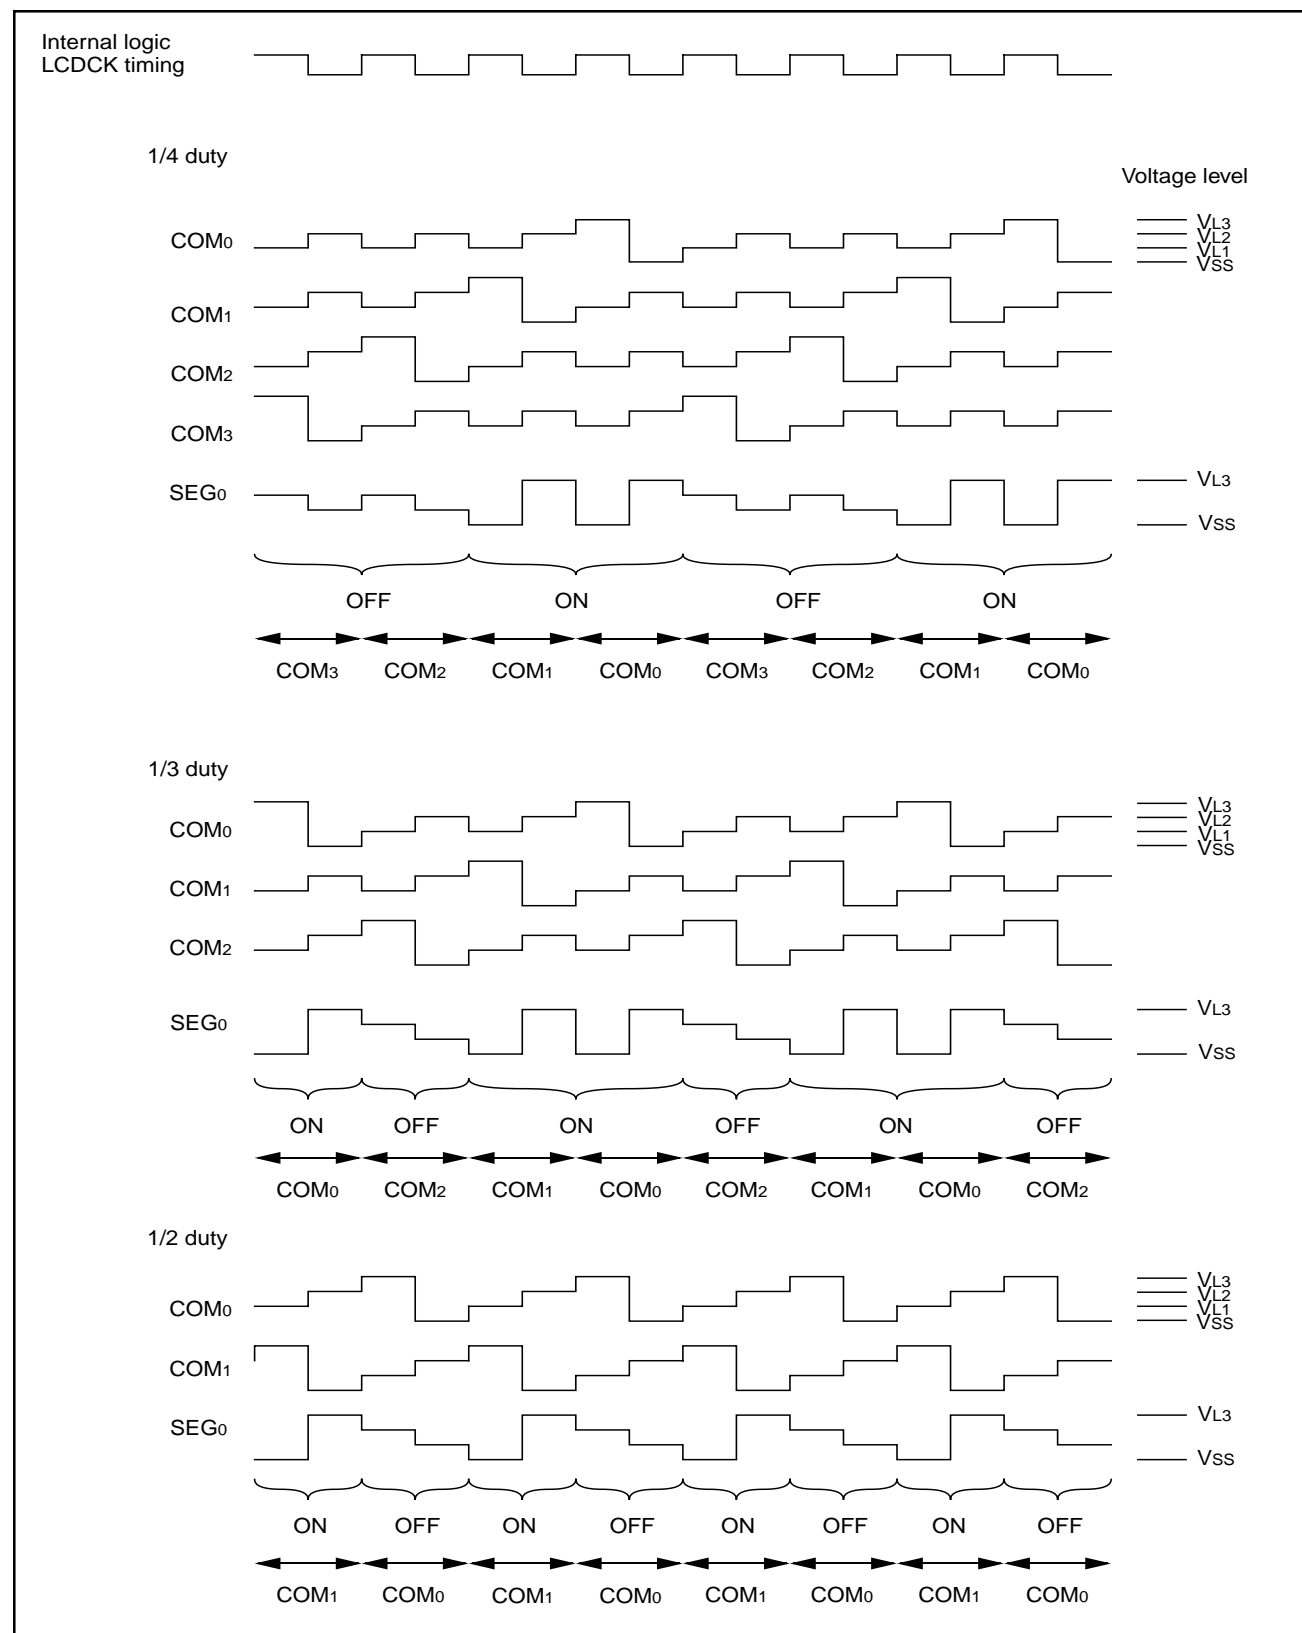 Internal logic
LCDCK timing
1/4 duty
Voltage level
COM0
VL3
VL2
VL1
VSS
COM1
COM2
COM3
SEG0
VL3
VSS
OFF ON OFF ON
COM3 COM2 COM1 COM0 COM3 COM2 COM1 COM0
1/3 duty
COM0
VL3
VL2
VL1
VSS
COM1
COM2
SEG0
VL3
VSS
ON OFF ON OFF ON OFF
COM0 COM2 COM1 COM0 COM2 COM1 COM0 COM2
1/2 duty
COM0
VL3
VL2
VL1
VSS
COM1
SEG0
VL3
VSS
ON OFF ON OFF ON OFF ON OFF
COM1 COM0 COM1 COM0 COM1 COM0 COM1 COM0